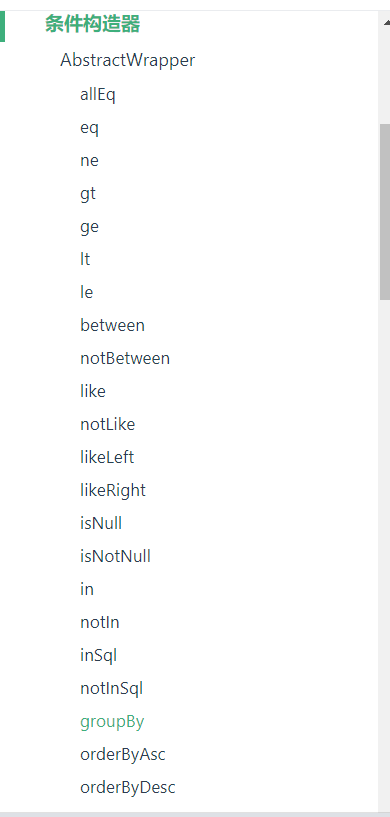 条件构造器
AbstractWrapper
allEq
eq
ne
gt
ge
lt
le
between
notBetween
like
notLike
likeLeft
likeRight
isNull
isNotNull
in
notIn
inSql
notInSql
groupBy
orderByAsc
orderByDesc